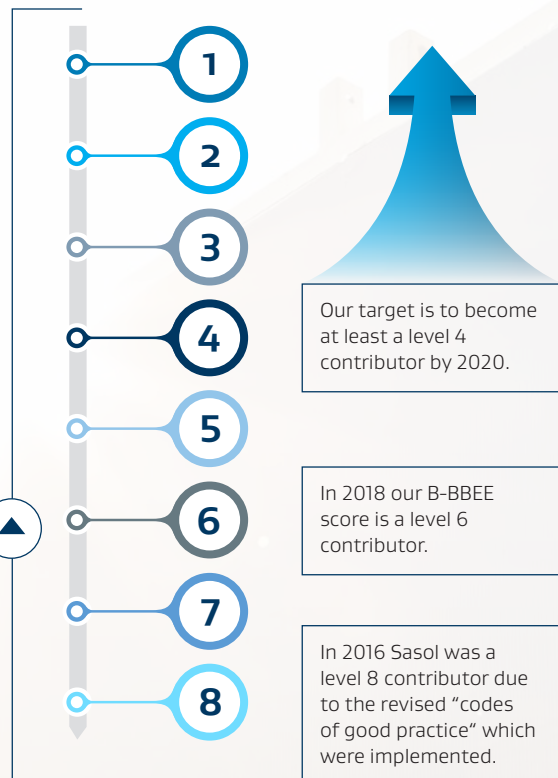 1
2
3
4
Our target is to become
at least a level 4
contributor by 2020.
5
6
In 2018 our B-BBEE
score is a level 6
contributor.
7
8
In 2016 Sasol was a
level 8 contributor due
to the revised “codes
of good practice“ which
were implemented.